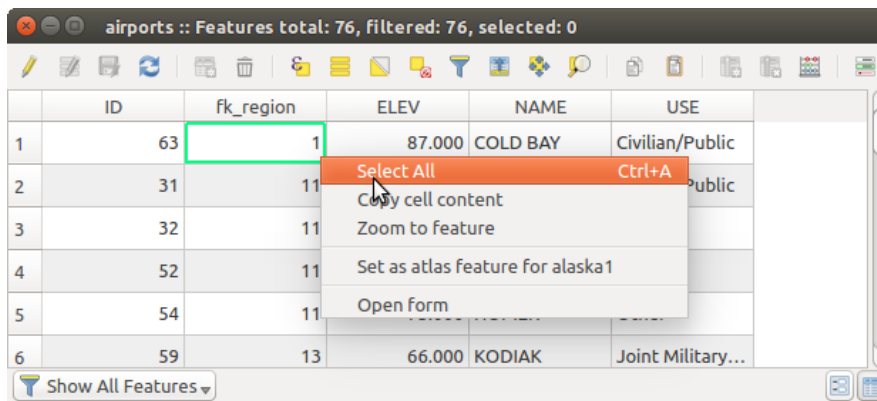 airports :: Features total: 76, filtered: 76, selected: 0
ID fk_region ELEV NAME USE
1 63 1 87.000 COLD BAY Civilian/Public
Select All Ctrl+A
2 31 11 Public
Copy cell content
3 32 11 Zoom to feature
4 52 11 Set as atlas feature for alaska1
5 54 11 Open form
6 59 13 66.000 KODIAK Joint Military...
Show All Features